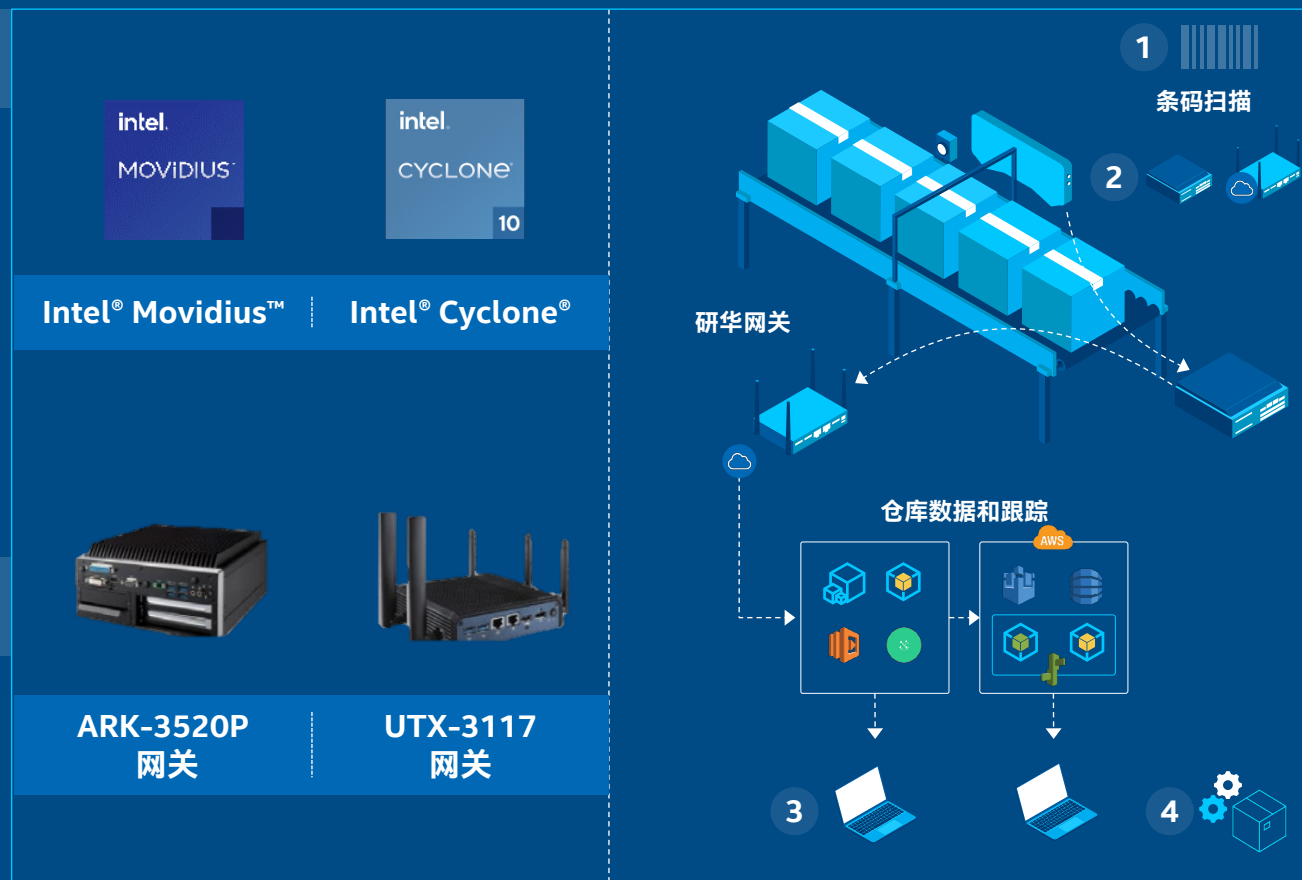 intel.
MOVIDIUS™
intel.
CYCLONE®
10
Intel® Movidius™
Intel® Cyclone®
ARK-3520P
网关
UTX-3117
网关
1
条码扫描
2
研华网关
仓库数据和跟踪
AWS
3
4